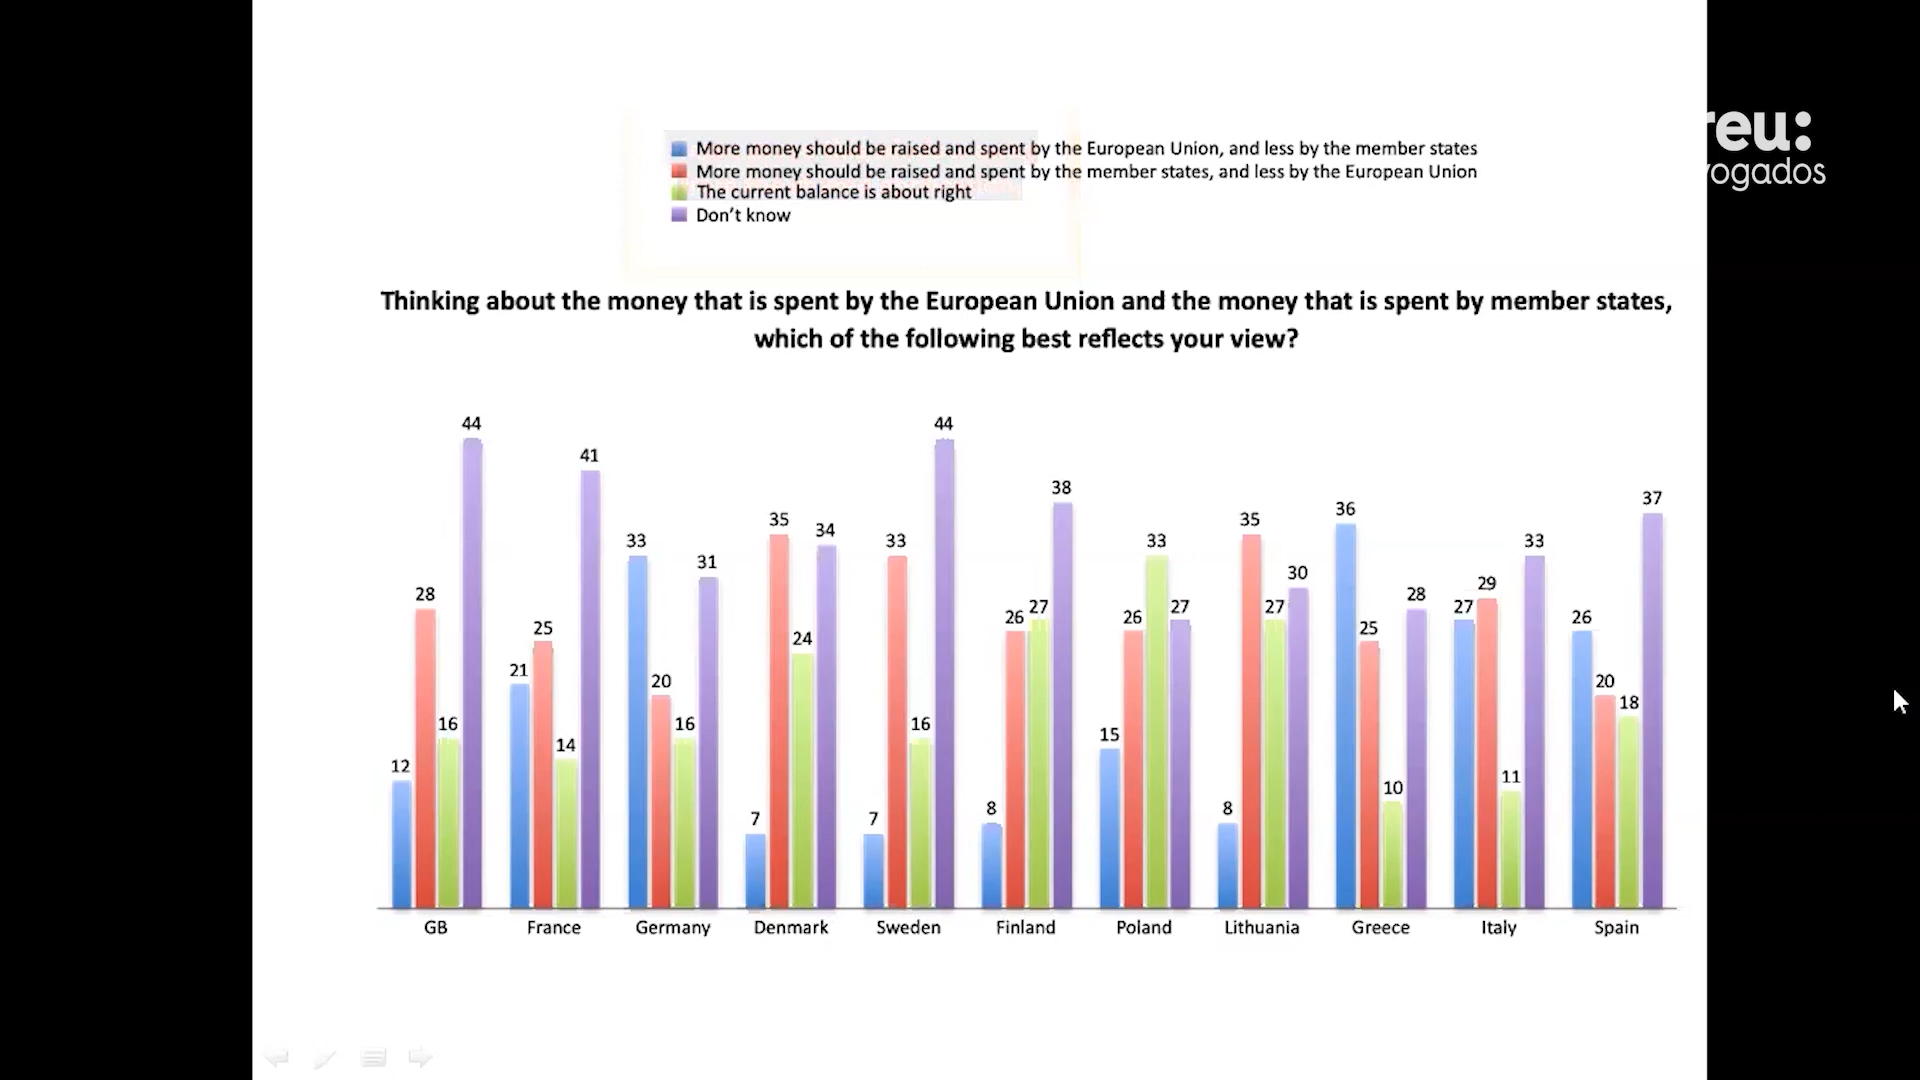 More money should be raised and spent by the European Union, and less by the member states
More money should be raised and spent by the member states, and less by the European Union
The current balance is about right
Don't know
reu:
vogados
Thinking about the money that is spent by the European Union and the money that is spent by member states,
which of the following best reflects your view?
12 28 16 44
21 25 14 41
33 20 16 31
7 35 24 34
7 33 16 44
8 26 27 38
15 26 33 27
8 35 27 30
36 25 10 28
27 29 11 33
26 20 18 37
GB France Germany Denmark Sweden Finland Poland Lithuania Greece Italy Spain